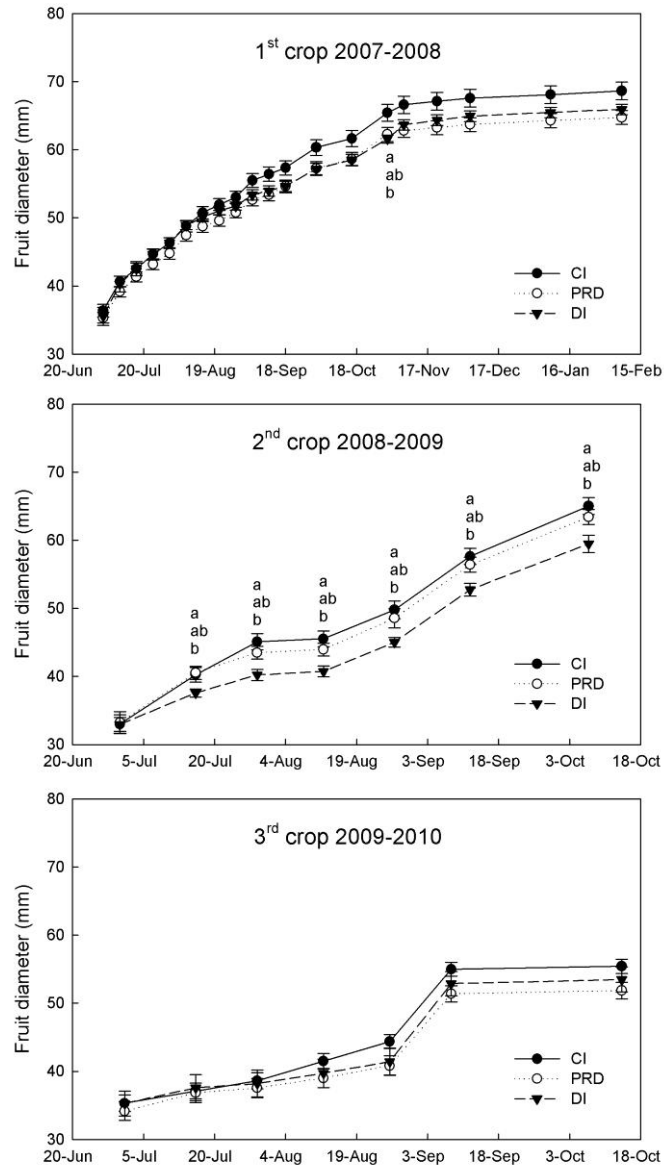 80
1st crop 2007-2008
70
60
a
ab
b
50
Fruit diameter (mm)
40
CI
PRD
DI
30
20-Jun 20-Jul 19-Aug 18-Sep 18-Oct 17-Nov 17-Dec 16-Jan 15-Feb
80
2nd crop 2008-2009
70
a
ab
b
a
ab
b
a
ab
b
a
ab
b
a
ab
b
a
ab
b
60
50
Fruit diameter (mm)
40
CI
PRD
DI
30
20-Jun 5-Jul 20-Jul 4-Aug 19-Aug 3-Sep 18-Sep 3-Oct 18-Oct
80
3rd crop 2009-2010
70
60
50
Fruit diameter (mm)
40
CI
PRD
DI
30
20-Jun 5-Jul 20-Jul 4-Aug 19-Aug 3-Sep 18-Sep 3-Oct 18-Oct